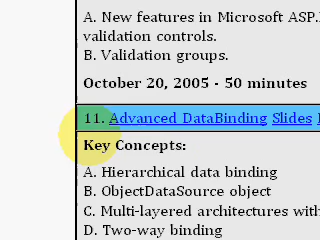 A. New features in Microsoft ASP.
validation controls.
B. Validation groups.
October 20, 2005 - 50 minutes
11. Advanced DataBinding Slides
Key Concepts:
A. Hierarchical data binding
B. ObjectDataSource object
C. Multi-layered architectures with
D. Two-way binding